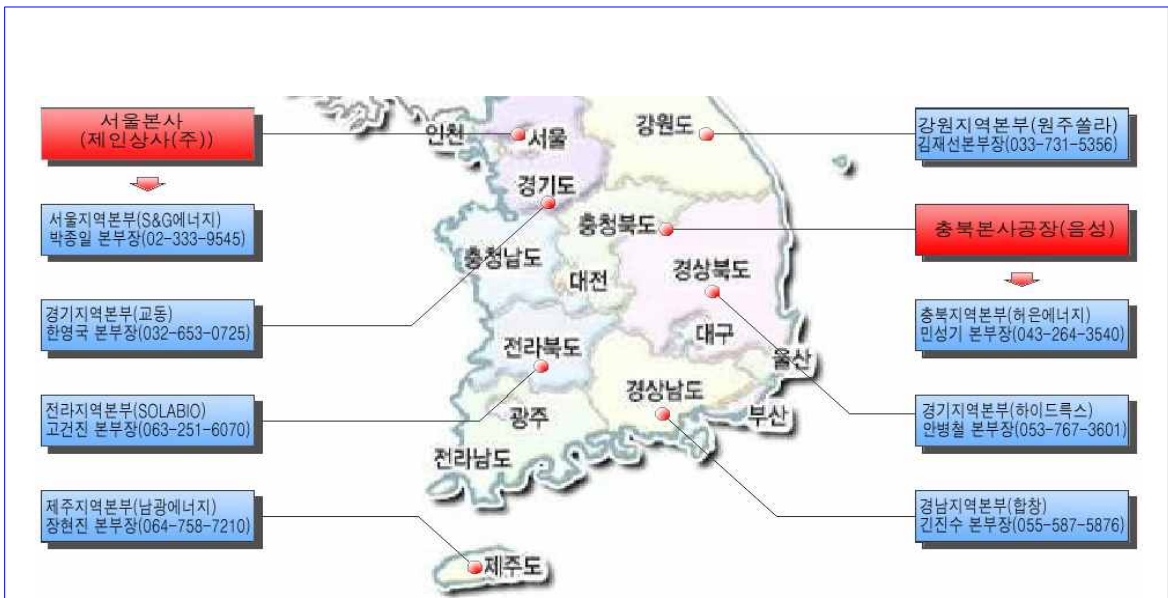 서울본사
(제인상사(주))
서울지역본부(S&G에너지)
박종일 본부장(02-333-9545)
경기지역본부(교동)
한영국 본부장(032-653-0725)
전라지역본부(SOLABIO)
고건진 본부장(063-251-6070)
제주지역본부(남광에너지)
장현진 본부장(064-758-7210)
인천
서울
강원도
경기도
충청북도
충청남도
대전
경상북도
전라북도
대구
울산
경상남도
광주
부산
전라남도
제주도
강원지역본부(원주쏠라)
김재선본부장(033-731-5356)
충북본사공장(음성)
충북지역본부(허은에너지)
민성기 본부장(043-264-3540)
경기지역본부(하이드룩스)
안병철 본부장(053-767-3601)
경남지역본부(합창)
긴진수 본부장(055-587-5876)